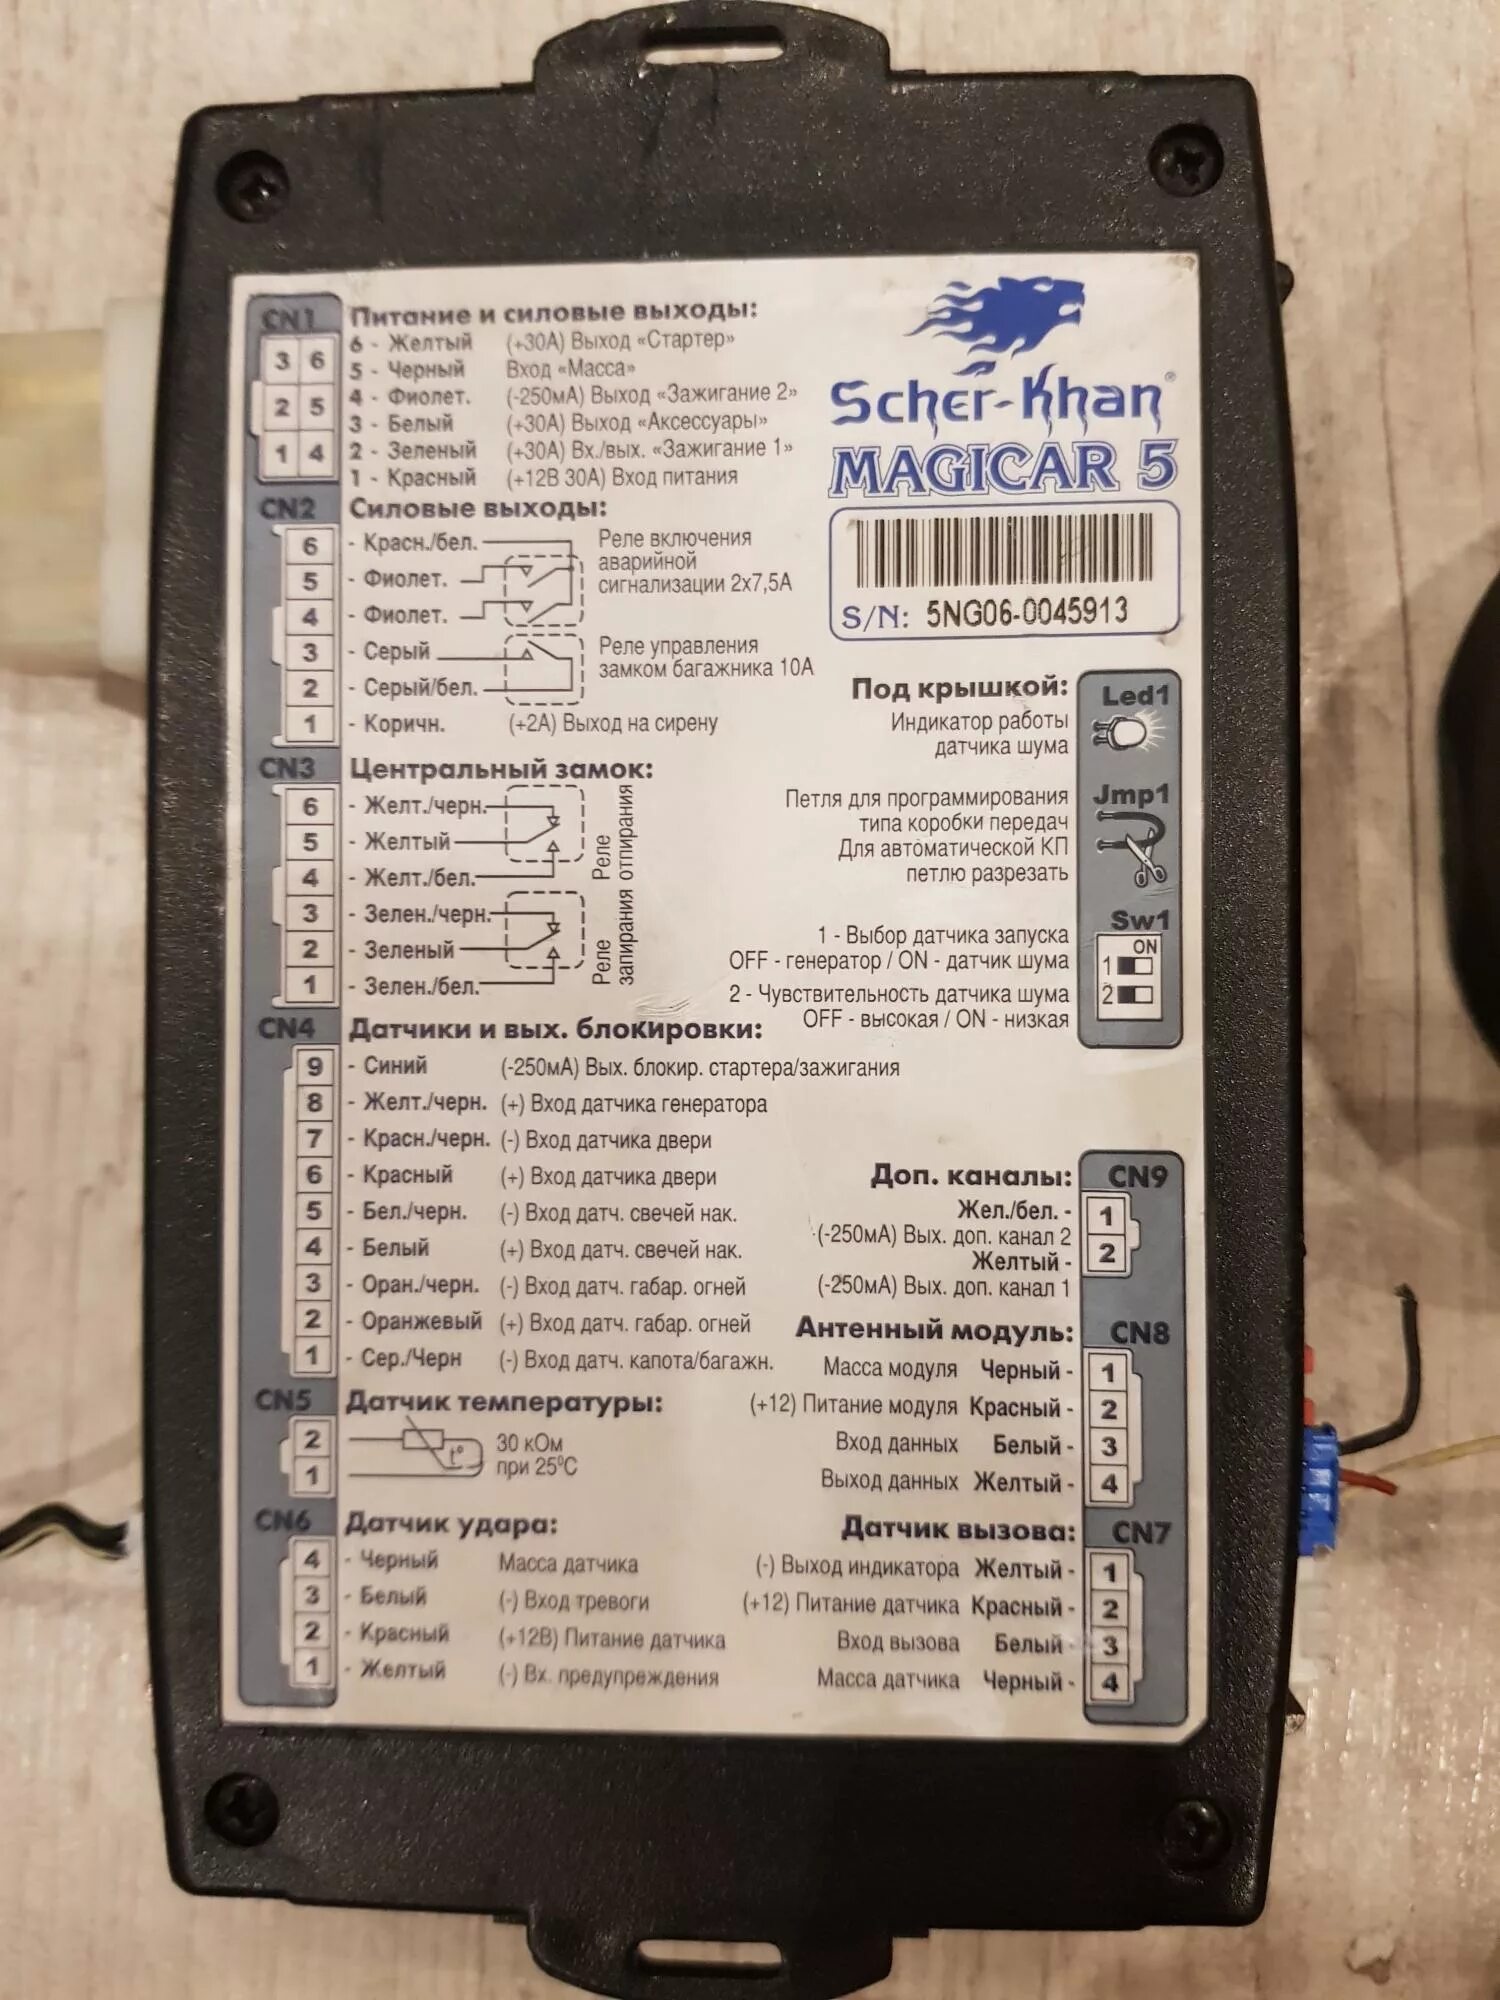 CN1 Питание и силовые выходы:
3 6
2 5
1 4
6 - Желтый (+30А) Выход «Стартер»
5 - Черный Вход «Масса»
4 - Фиолет. (-250мА) Выход «Зажигание 2»
3 - Белый (+30А) Выход «Аксессуары»
2 - Зеленый (+30А) Вх./вых. «Зажигание 1»
1 - Красный (+12В 30А) Вход питания
CN2 Силовые выходы:
6 - Красн./бел.
5 - Фиолет.
4 - Фиолет.
Реле включения
аварийной
сигнализации 2х7,5А
3 - Серый
2 - Серый/бел.
Реле управления
замком багажника 10А
1 - Коричн. (+2А) Выход на сирену
CN3 Центральный замок:
6 - Желт./черн.
5 - Желтый
4 - Желт./бел.
Реле
отпирания
3 - Зелен./черн.
2 - Зеленый
1 - Зелен./бел.
Реле
запирания
CN4 Датчики и вых. блокировки:
9 - Синий (-250мА) Вых. блокир. стартера/зажигания
8 - Желт./черн. (+) Вход датчика генератора
7 - Красн./черн. (-) Вход датчика двери
6 - Красный (+) Вход датчика двери
5 - Бел./черн. (-) Вход датч. свечей нак.
4 - Белый (+) Вход датч. свечей нак.
3 - Оран./черн. (-) Вход датч. габар. огней
2 - Оранжевый (+) Вход датч. габар. огней
1 - Сер./Черн (-) Вход датч. капота/багажн.
CN5 Датчик температуры:
2
1
t°
30 кОм
при 25°С
CN6 Датчик удара:
4 - Черный Масса датчика
3 - Белый (-) Вход тревоги
2 - Красный (+12В) Питание датчика
1 - Желтый (-) Вх. предупреждения
Scher-Khan®
MAGICAR 5
S/N: 5NG06-0045913
Под крышкой: Led1
Индикатор работы
датчика шума
Jmp1
Петля для программирования
типа коробки передач
Для автоматической КП
петлю разрезать
Sw1
ON
1
2
1 - Выбор датчика запуска
OFF - генератор / ON - датчик шума
2 - Чувствительность датчика шума
OFF - высокая / ON - низкая
Доп. каналы: CN9
Жел./бел. - 1
(-250мА) Вых. доп. канал 2
Желтый - 2
(-250мА) Вых. доп. канал 1
Антенный модуль: CN8
Масса модуля Черный - 1
(+12) Питание модуля Красный - 2
Вход данных Белый - 3
Выход данных Желтый - 4
Датчик вызова: CN7
(-) Выход индикатора Желтый - 1
(+12) Питание датчика Красный - 2
Вход вызова Белый - 3
Масса датчика Черный - 4